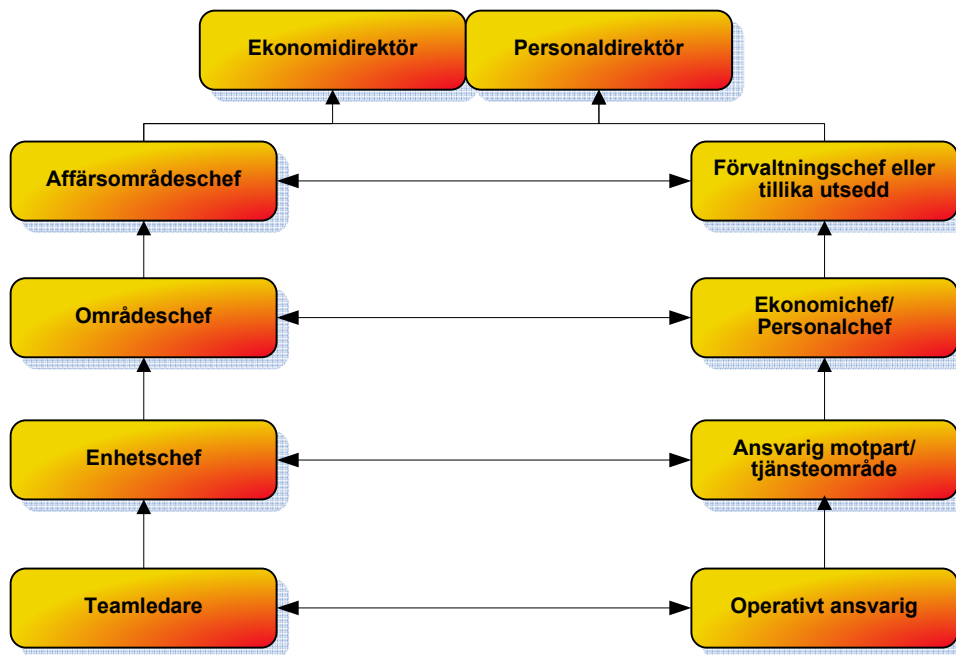 Ekonomidirektör
Personaldirektör
Affärsområdeschef
Förvaltningschef eller
tillika utsedd
Områdeschef
Ekonomichef/
Personalchef
Enhetschef
Ansvarig motpart/
tjänsteområde
Teamledare
Operativt ansvarig